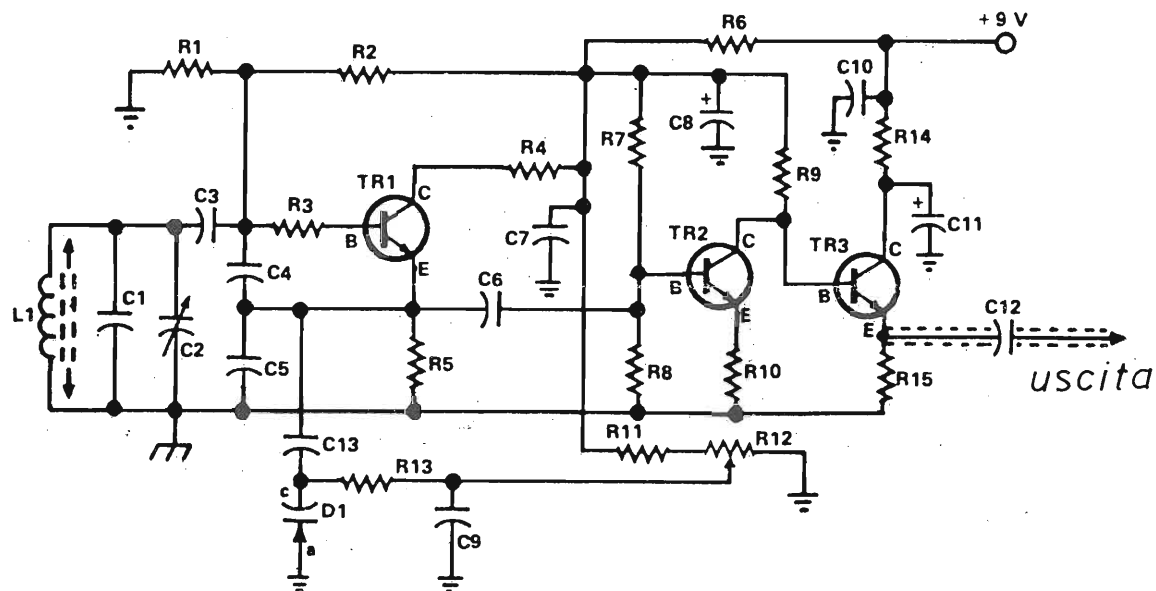 + 9 V
R6
R1
R2
C10
+
C8
R7
R14
R4
R9
TR1
C
C3
R3
B
E
C7
TR2
C
TR3
+
C11
C
C4
C6
B
E
B
E
C12
L1
C1
C2
C5
R5
R8
R10
R15
uscita
C13
R11
R12
R13
c
D1
a
C9